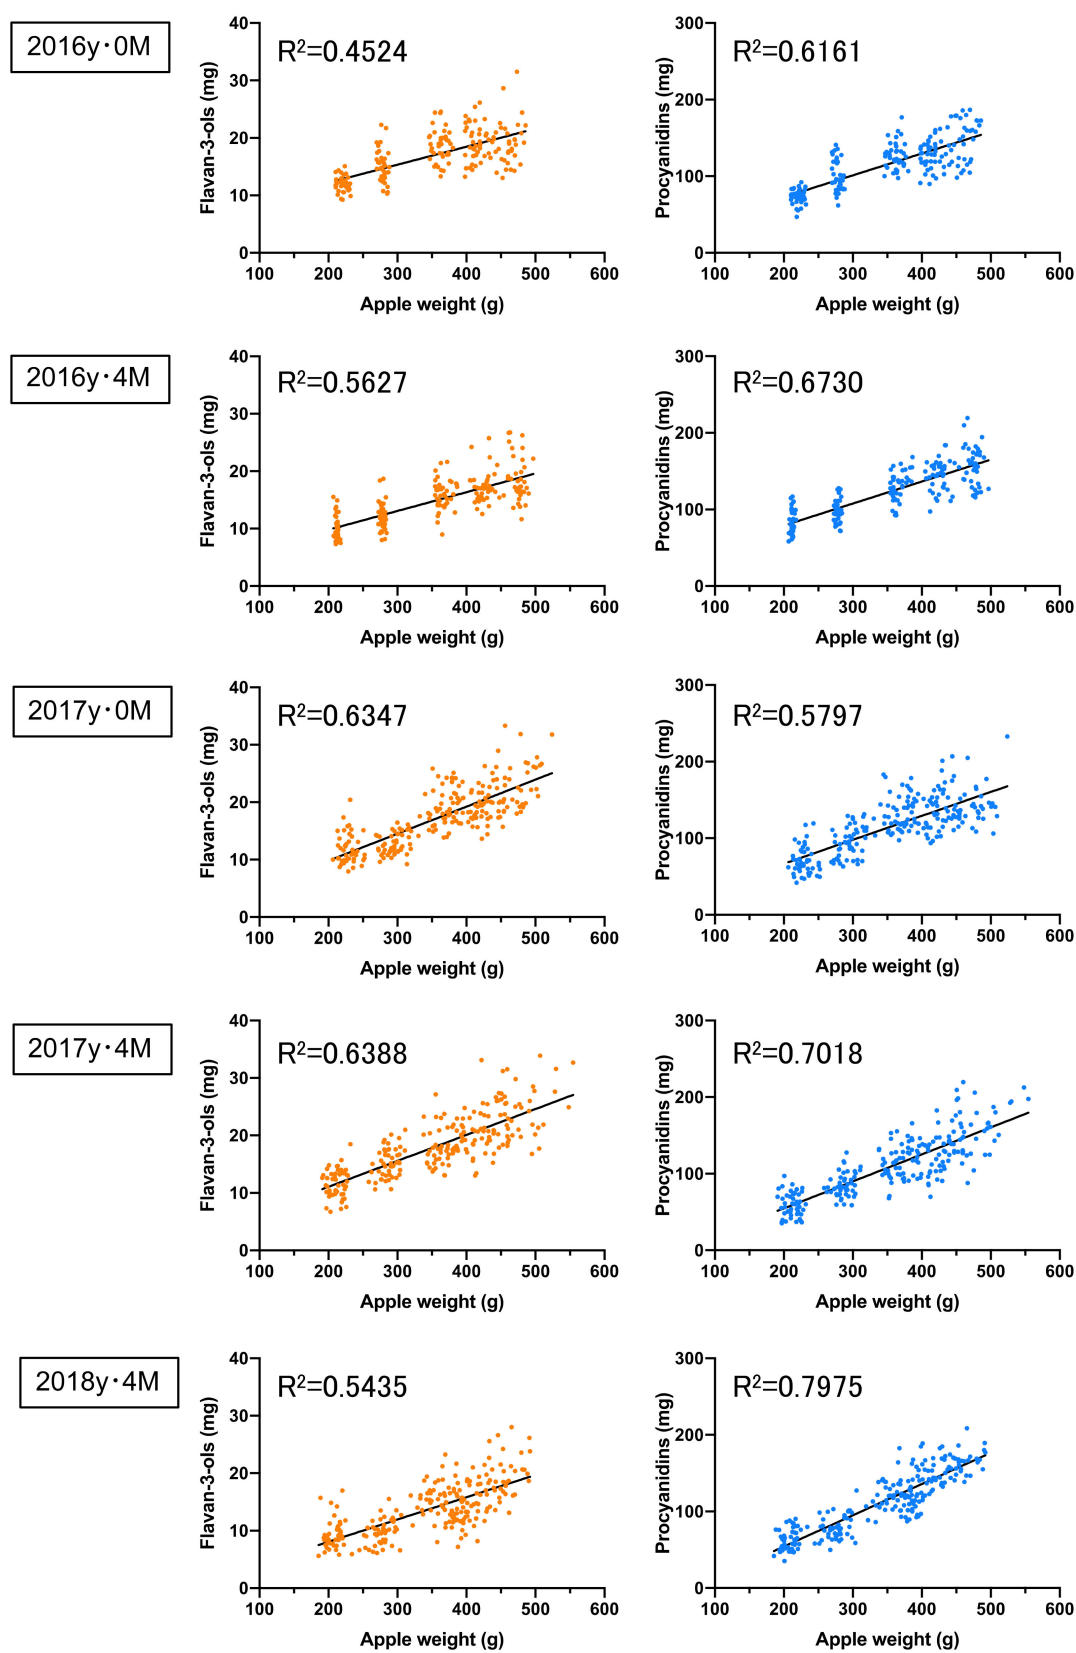 2016y・0M
R²=0.4524
40
30
20
10
0
Flavan-3-ols (mg)
100 200 300 400 500 600
Apple weight (g)
R²=0.6161
300
200
100
0
Procyanidins (mg)
100 200 300 400 500 600
Apple weight (g)
2016y・4M
R²=0.5627
40
30
20
10
0
Flavan-3-ols (mg)
100 200 300 400 500 600
Apple weight (g)
R²=0.6730
300
200
100
0
Procyanidins (mg)
100 200 300 400 500 600
Apple weight (g)
2017y・0M
R²=0.6347
40
30
20
10
0
Flavan-3-ols (mg)
100 200 300 400 500 600
Apple weight (g)
R²=0.5797
300
200
100
0
Procyanidins (mg)
100 200 300 400 500 600
Apple weight (g)
2017y・4M
R²=0.6388
40
30
20
10
0
Flavan-3-ols (mg)
100 200 300 400 500 600
Apple weight (g)
R²=0.7018
300
200
100
0
Procyanidins (mg)
100 200 300 400 500 600
Apple weight (g)
2018y・4M
R²=0.5435
40
30
20
10
0
Flavan-3-ols (mg)
100 200 300 400 500 600
Apple weight (g)
R²=0.7975
300
200
100
0
Procyanidins (mg)
100 200 300 400 500 600
Apple weight (g)